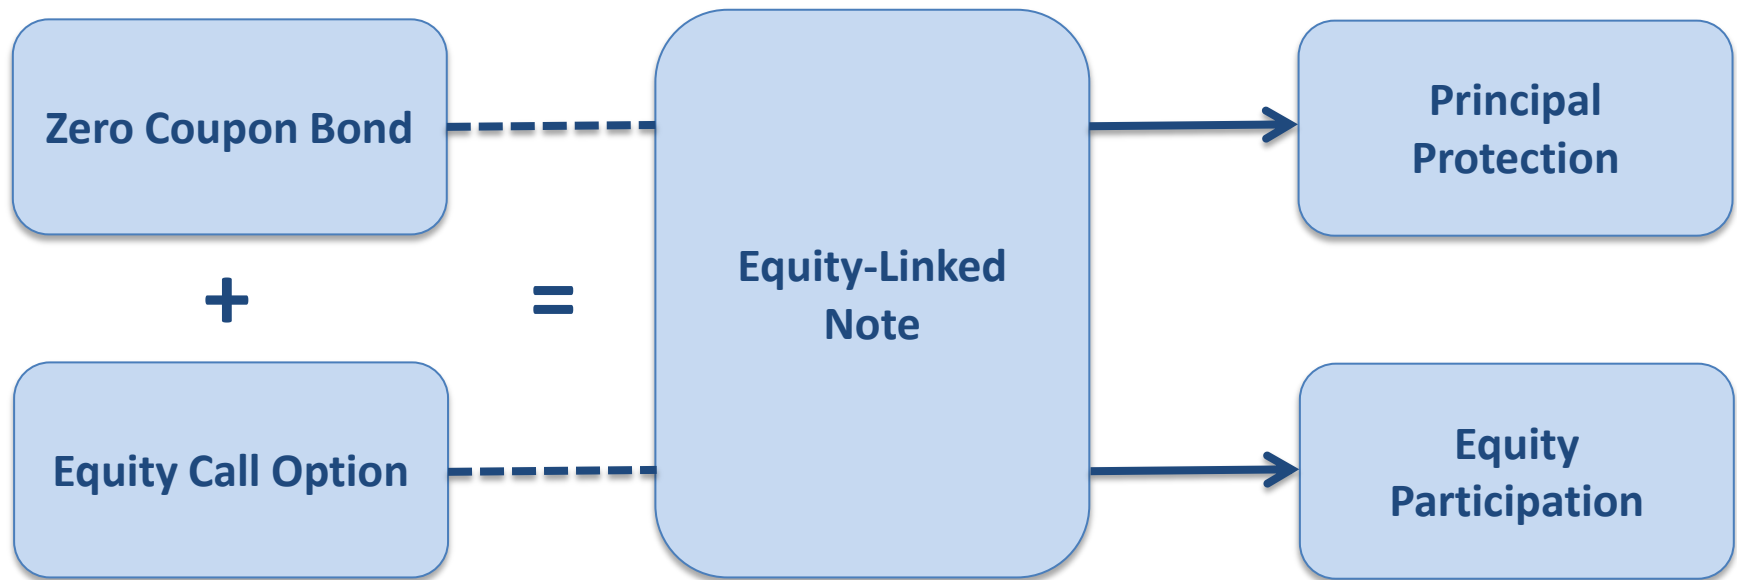 Zero Coupon Bond
+
=
Equity Call Option
Equity-Linked
Note
Principal
Protection
Equity
Participation